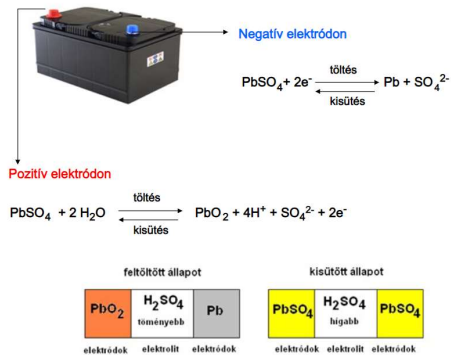 Negatív elektródon
PbSO₄+ 2e⁻ töltés kisütés Pb + SO₄²⁻
Pozitív elektródon
PbSO₄ + 2 H₂O töltés kisütés PbO₂ + 4H⁺ + SO₄²⁻ + 2e⁻
feltöltött állapot kisütött állapot
PbO₂ H₂SO₄ töményebb Pb PbSO₄ H₂SO₄ hígabb PbSO₄
elektródok elektrolit elektródok elektródok elektrolit elektródok